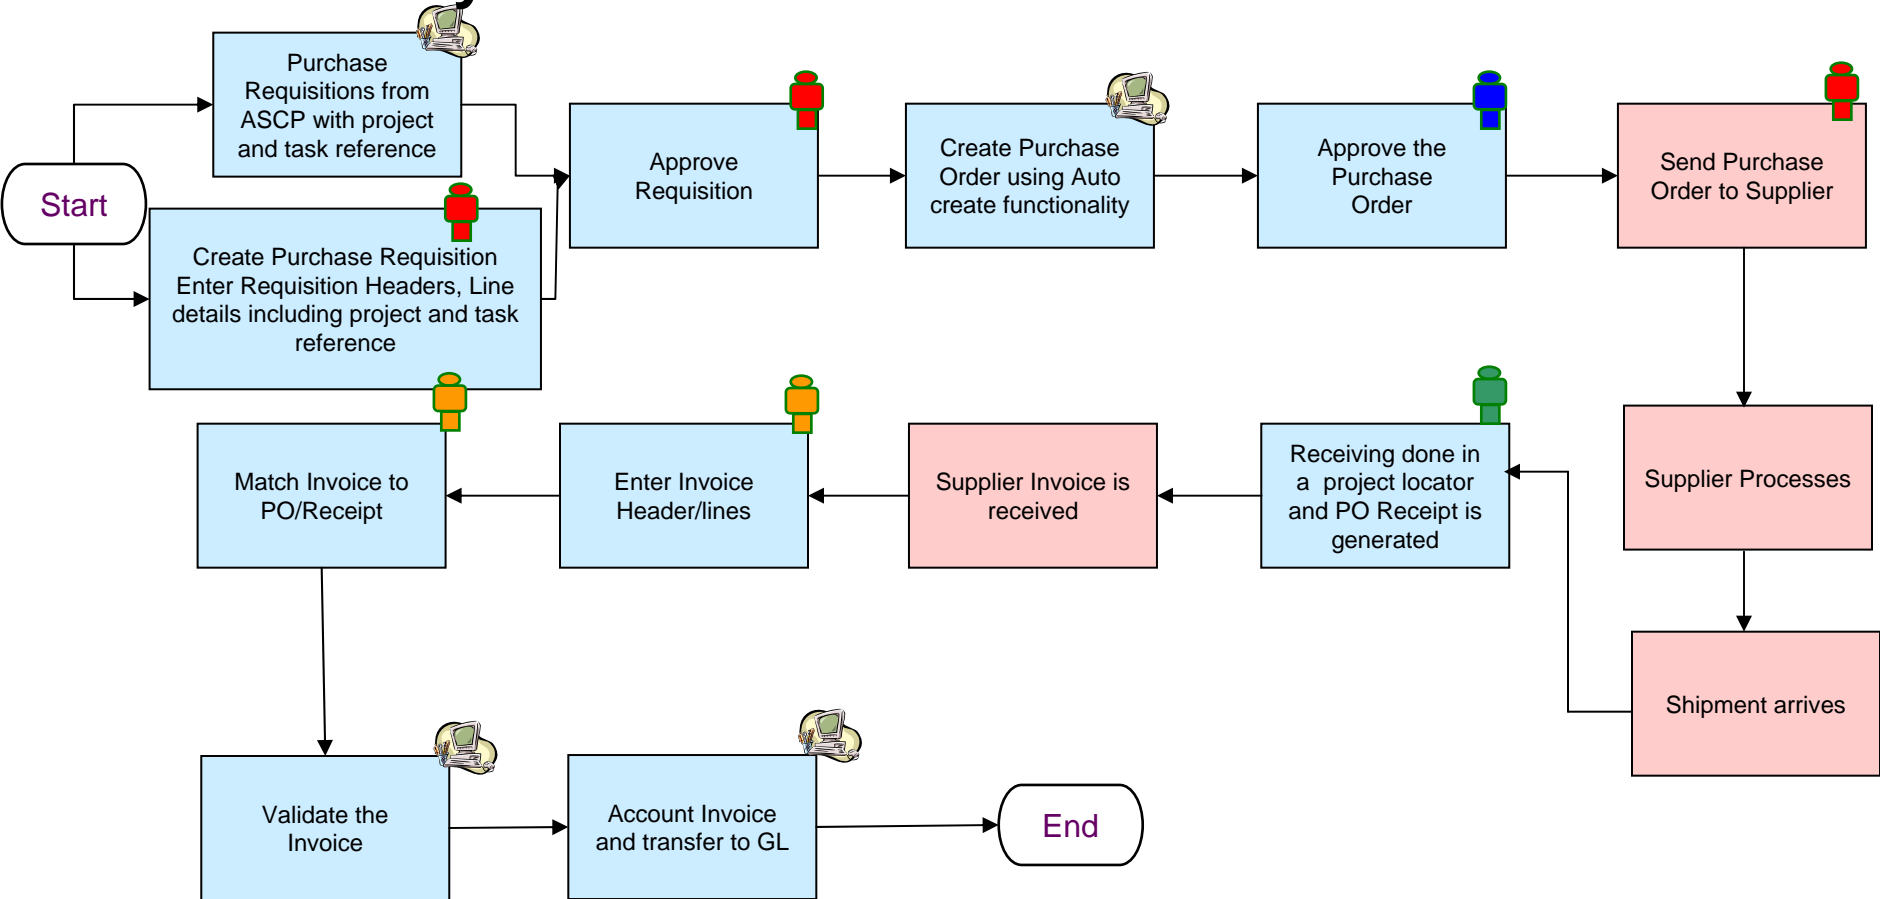 Start
Purchase
Requisitions from
ASCP with project
and task reference
Create Purchase Requisition
Enter Requisition Headers, Line
details including project and task
reference
Approve
Requisition
Create Purchase
Order using Auto
create functionality
Approve the
Purchase
Order
Send Purchase
Order to Supplier
Supplier Processes
Shipment arrives
Receiving done in
a project locator
and PO Receipt is
generated
Supplier Invoice is
received
Enter Invoice
Header/lines
Match Invoice to
PO/Receipt
Validate the
Invoice
Account Invoice
and transfer to GL
End